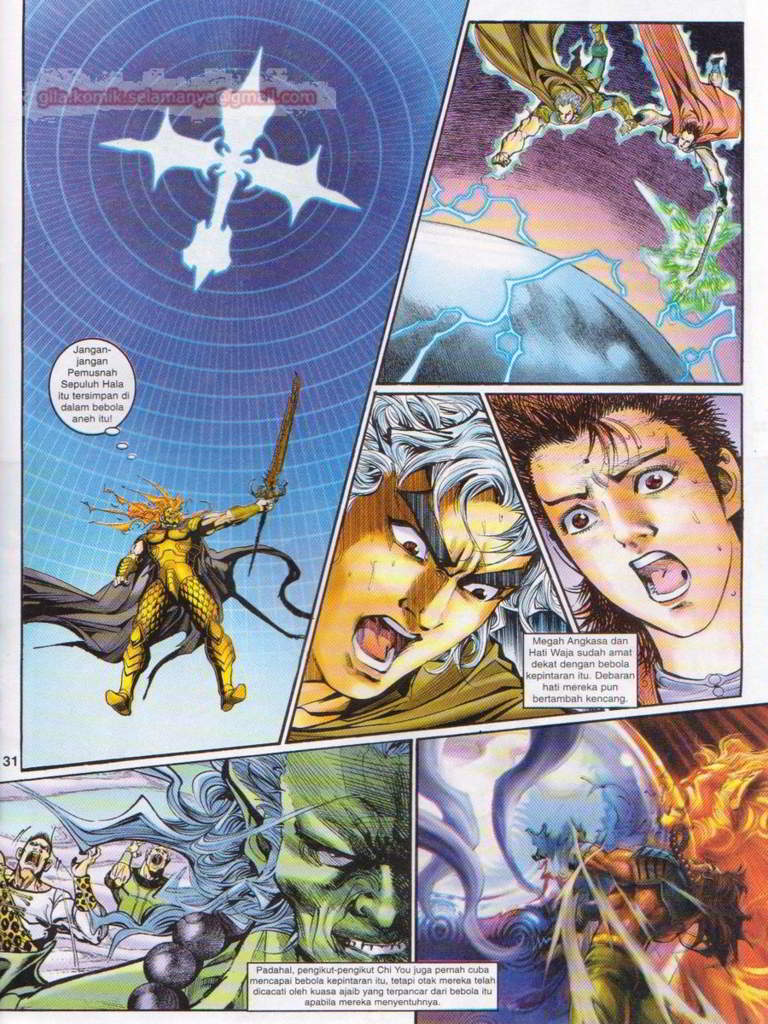 gila.komik.selamanya@gmail.com
Jangan-
jangan
Pemusnah
Sepuluh Hala
itu tersimpan di
dalam bebola
aneh itu!
Megah Angkasa dan
Hati Waja sudah amat
dekat dengan bebola
kepintaran itu. Debaran
hati mereka pun
bertambah kencang.
31
Padahal, pengikut-pengikut Chi You juga pernah cuba
mencapai bebola kepintaran itu, tetapi otak mereka telah
dicacati oleh kuasa ajaib yang terpancar dari bebola itu
apabila mereka menyentuhnya.